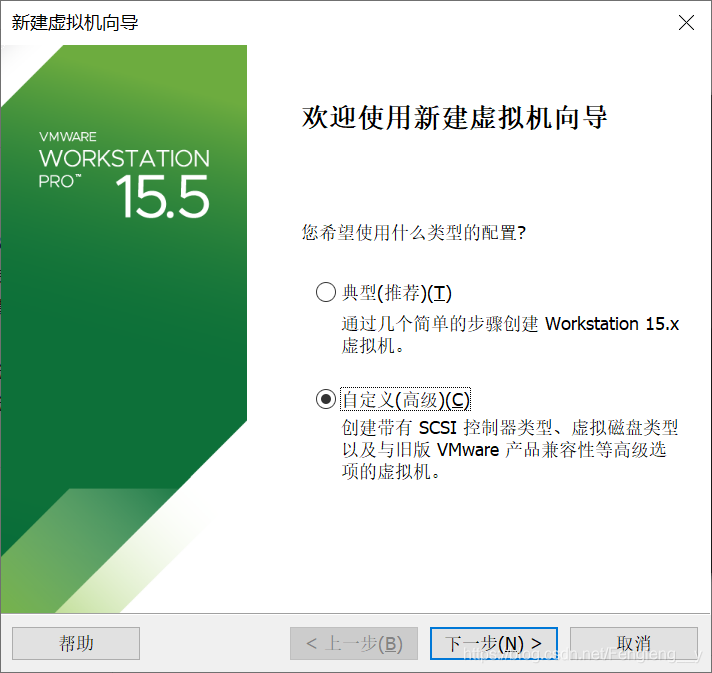 新建虚拟机向导
VMWARE
WORKSTATION
PRO™
15.5
欢迎使用新建虚拟机向导
您希望使用什么类型的配置?
典型(推荐)(T)
通过几个简单的步骤创建 Workstation 15.x
虚拟机。
自定义(高级)(C)
创建带有 SCSI 控制器类型、虚拟磁盘类型
以及与旧版 VMware 产品兼容性等高级选
项的虚拟机。
帮助
< 上一步(B)
下一步(N) >
取消
https://blog.csdn.net/Fengfeng__y